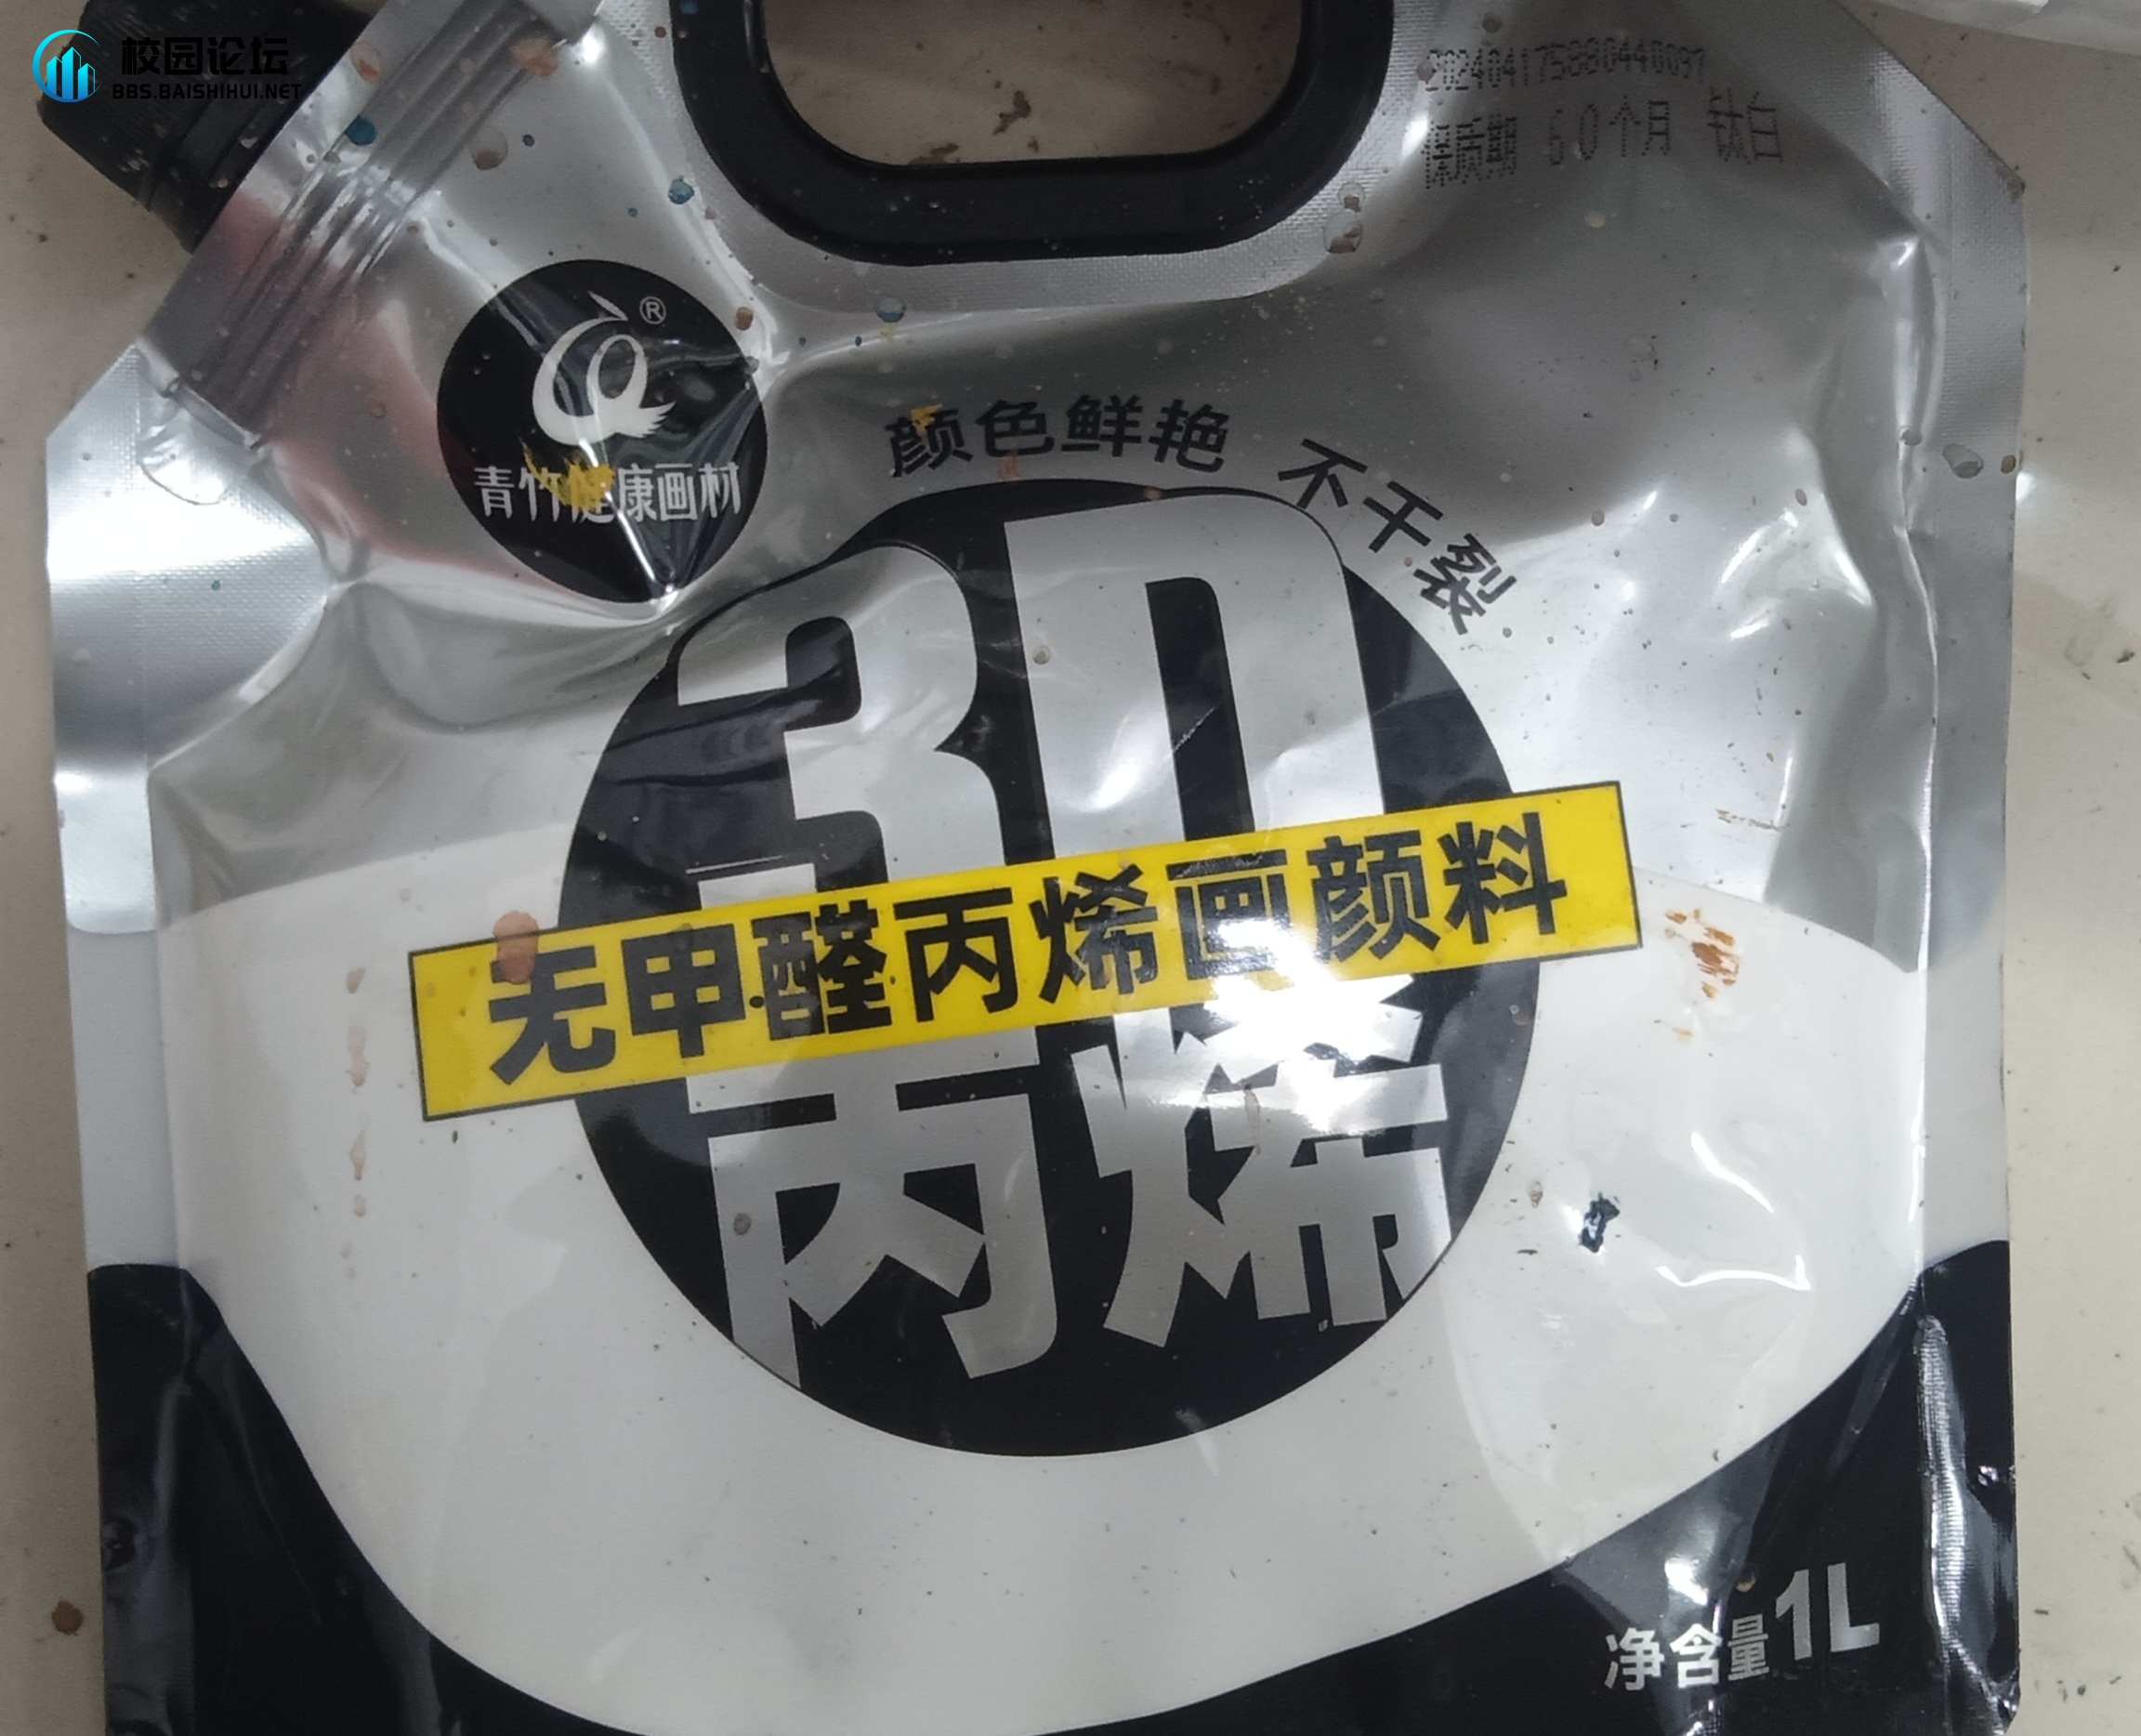 校园论坛
BBS.BAISHIHUI.NET
20240417588044009?
保质期 60个月 钛白
®
青竹健康画材
颜色鲜艳 不干裂
3D
无甲醛丙烯画颜料
丙烯
净含量1L